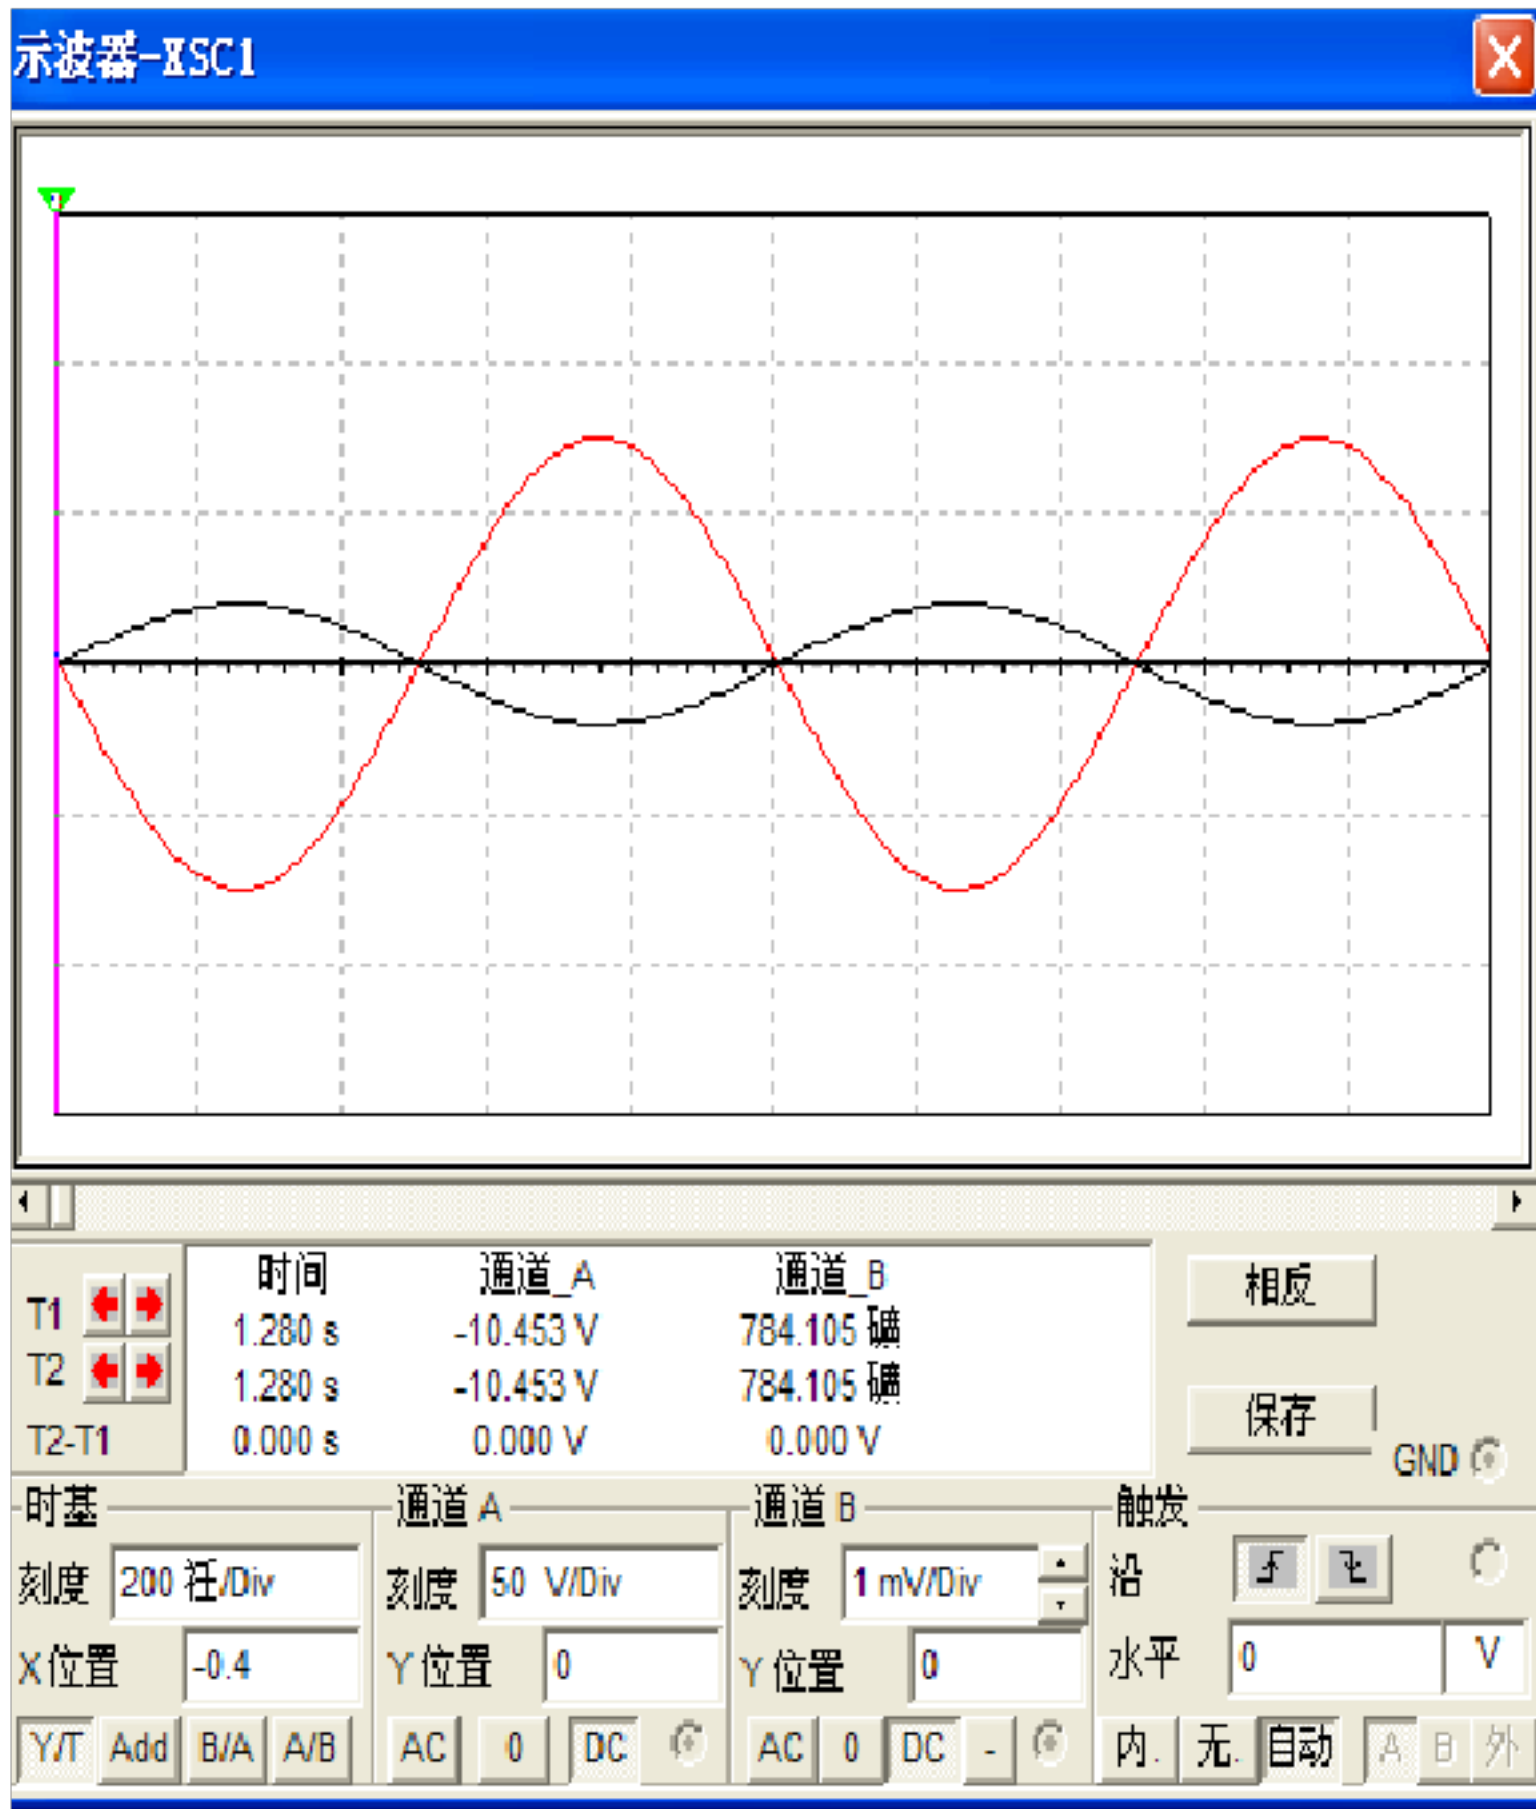 示波器-XSC1
时间 通道_A 通道_B
T1 1.280 s -10.453 V 784.105 礦
T2 1.280 s -10.453 V 784.105 礦
T2-T1 0.000 s 0.000 V 0.000 V
相反
保存
GND
时基 通道 A 通道 B 触发
刻度 200 衽/Div 刻度 50 V/Div 刻度 1 mV/Div 沿
X 位置 -0.4 Y 位置 0 Y 位置 0 水平 0 V
Y/T Add B/A A/B AC 0 DC AC 0 DC - 内. 无. 自动 A B 外